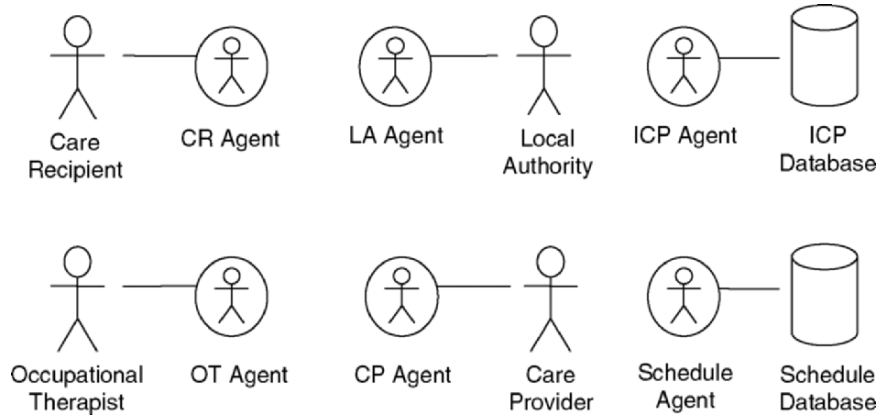 Care
Recipient
CR Agent
LA Agent
Local
Authority
ICP Agent
ICP
Database
Occupational
Therapist
OT Agent
CP Agent
Care
Provider
Schedule
Agent
Schedule
Database